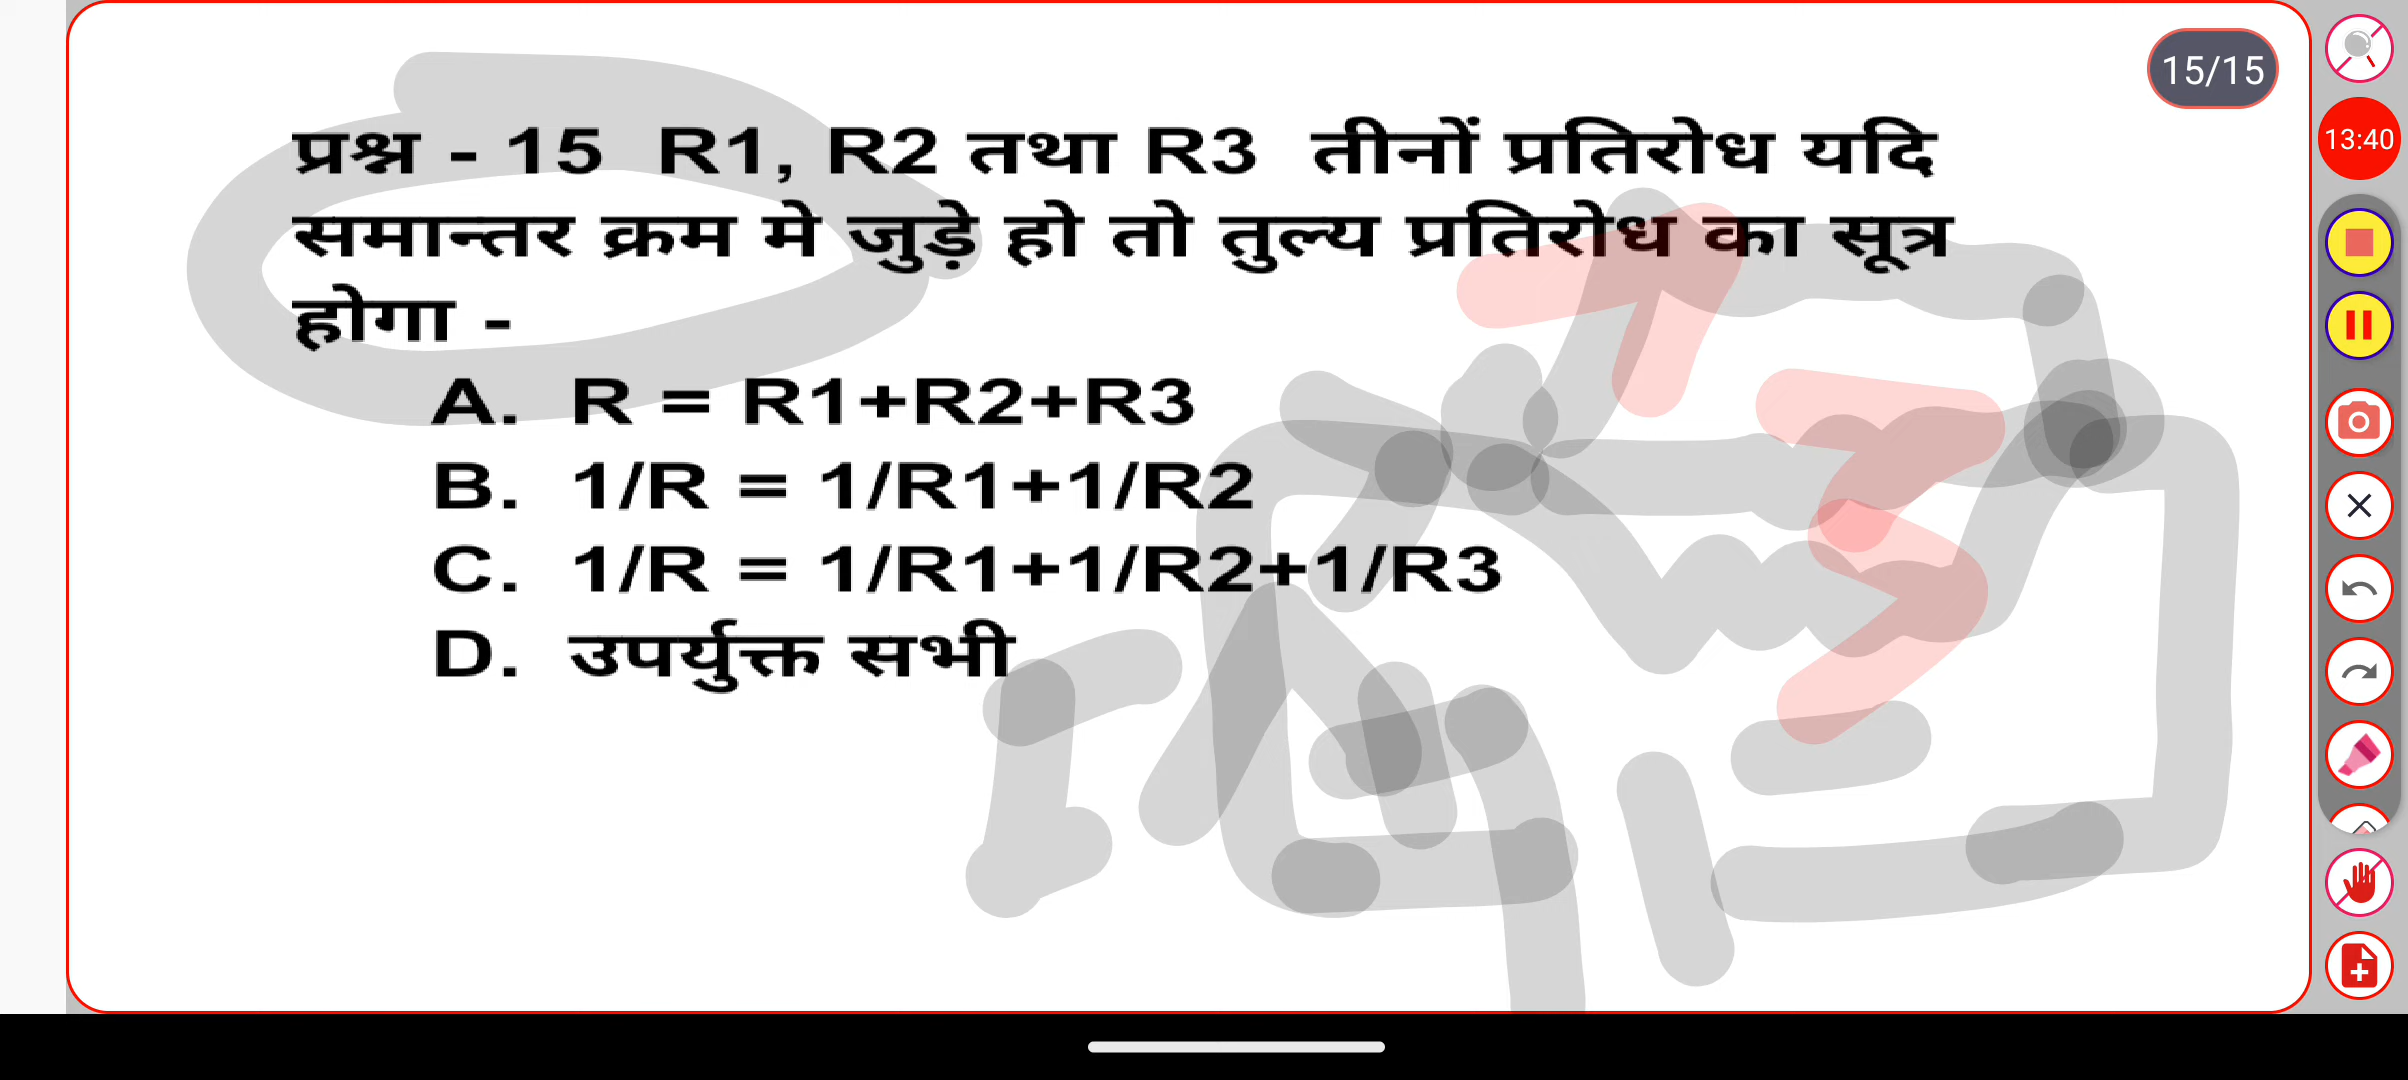 15/15
13:40
प्रश्न - 15 R1, R2 तथा R3 तीनों प्रतिरोध यदि
समान्तर क्रम मे जुड़े हो तो तुल्य प्रतिरोध का सूत्र
होगा -
A. R = R1+R2+R3
B. 1/R = 1/R1+1/R2
C. 1/R = 1/R1+1/R2+1/R3
D. उपर्युक्त सभी